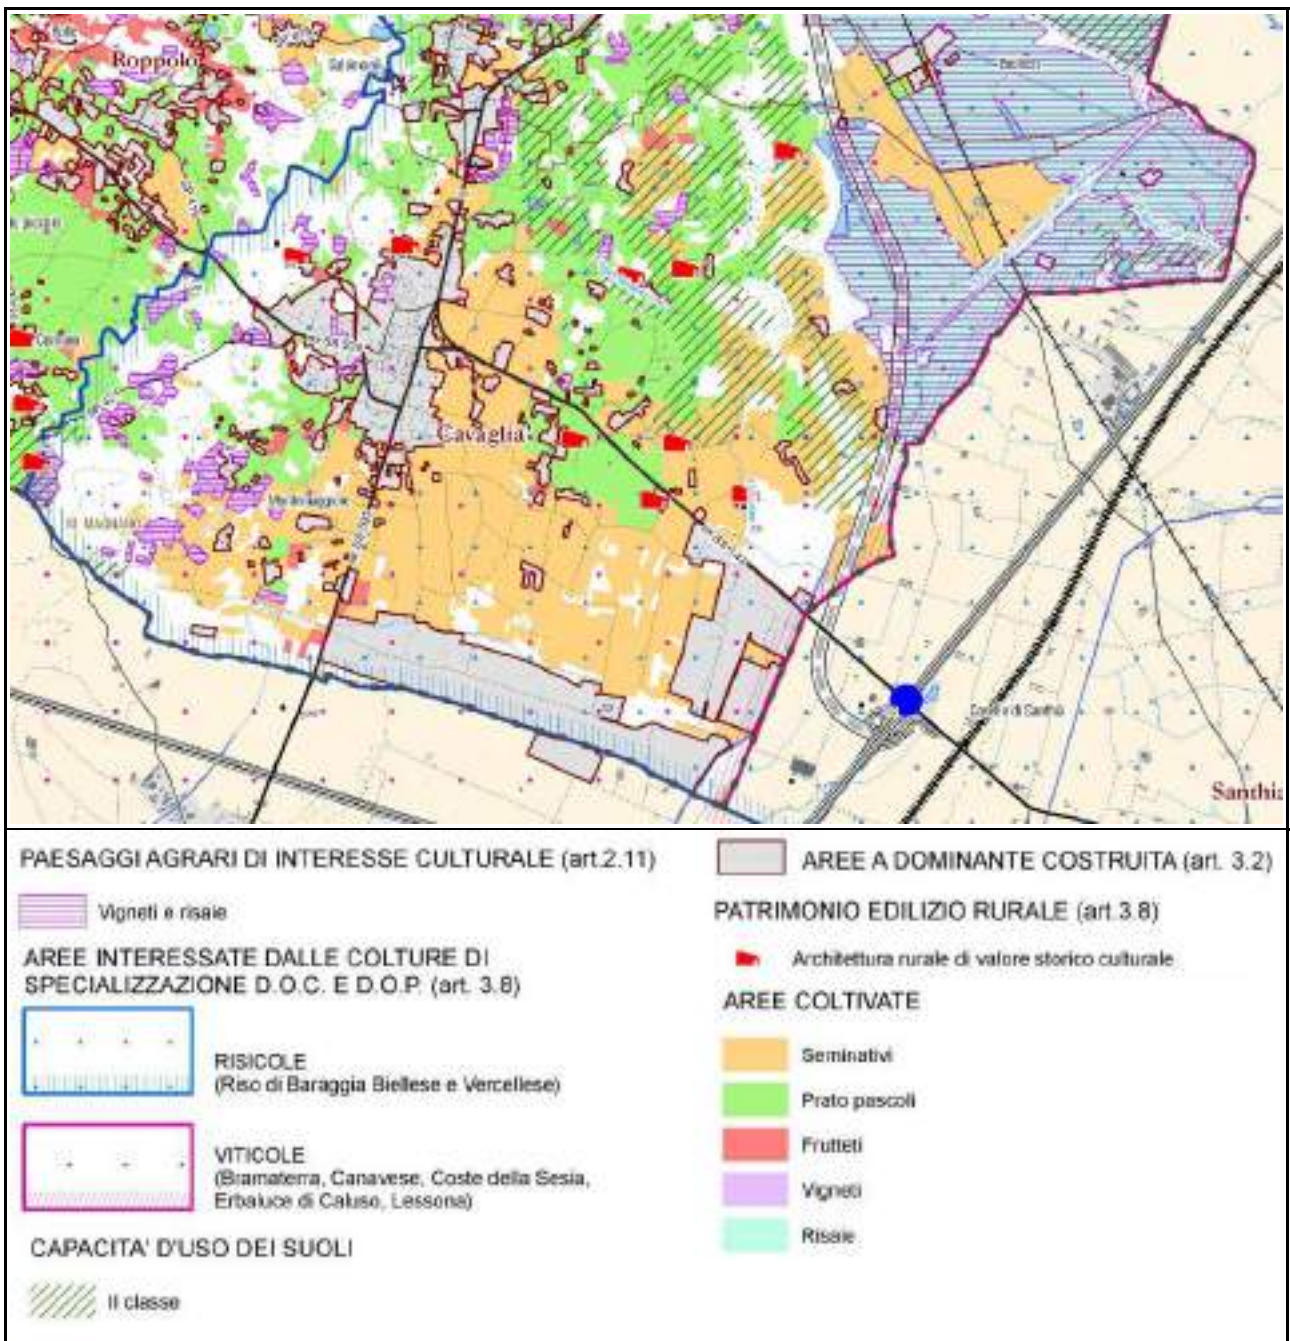 Roppolo
Cavaglià
Santhià
PAESAGGI AGRARI DI INTERESSE CULTURALE (art.2.11)
Vigneti e risaie
AREE INTERESSATE DALLE COLTURE DI
SPECIALIZZAZIONE D.O.C. E D.O.P. (art. 3.8)
RISICOLE
(Riso di Baraggia Biellese e Vercellese)
VITICOLE
(Bramaterra, Canavese, Coste della Sesia,
Erbaluce di Caluso, Lessona)
CAPACITA' D'USO DEI SUOLI
II classe
AREE A DOMINANTE COSTRUITA (art. 3.2)
PATRIMONIO EDILIZIO RURALE (art.3.8)
Architettura rurale di valore storico culturale
AREE COLTIVATE
Seminativi
Prato pascoli
Frutteti
Vigneti
Risaie